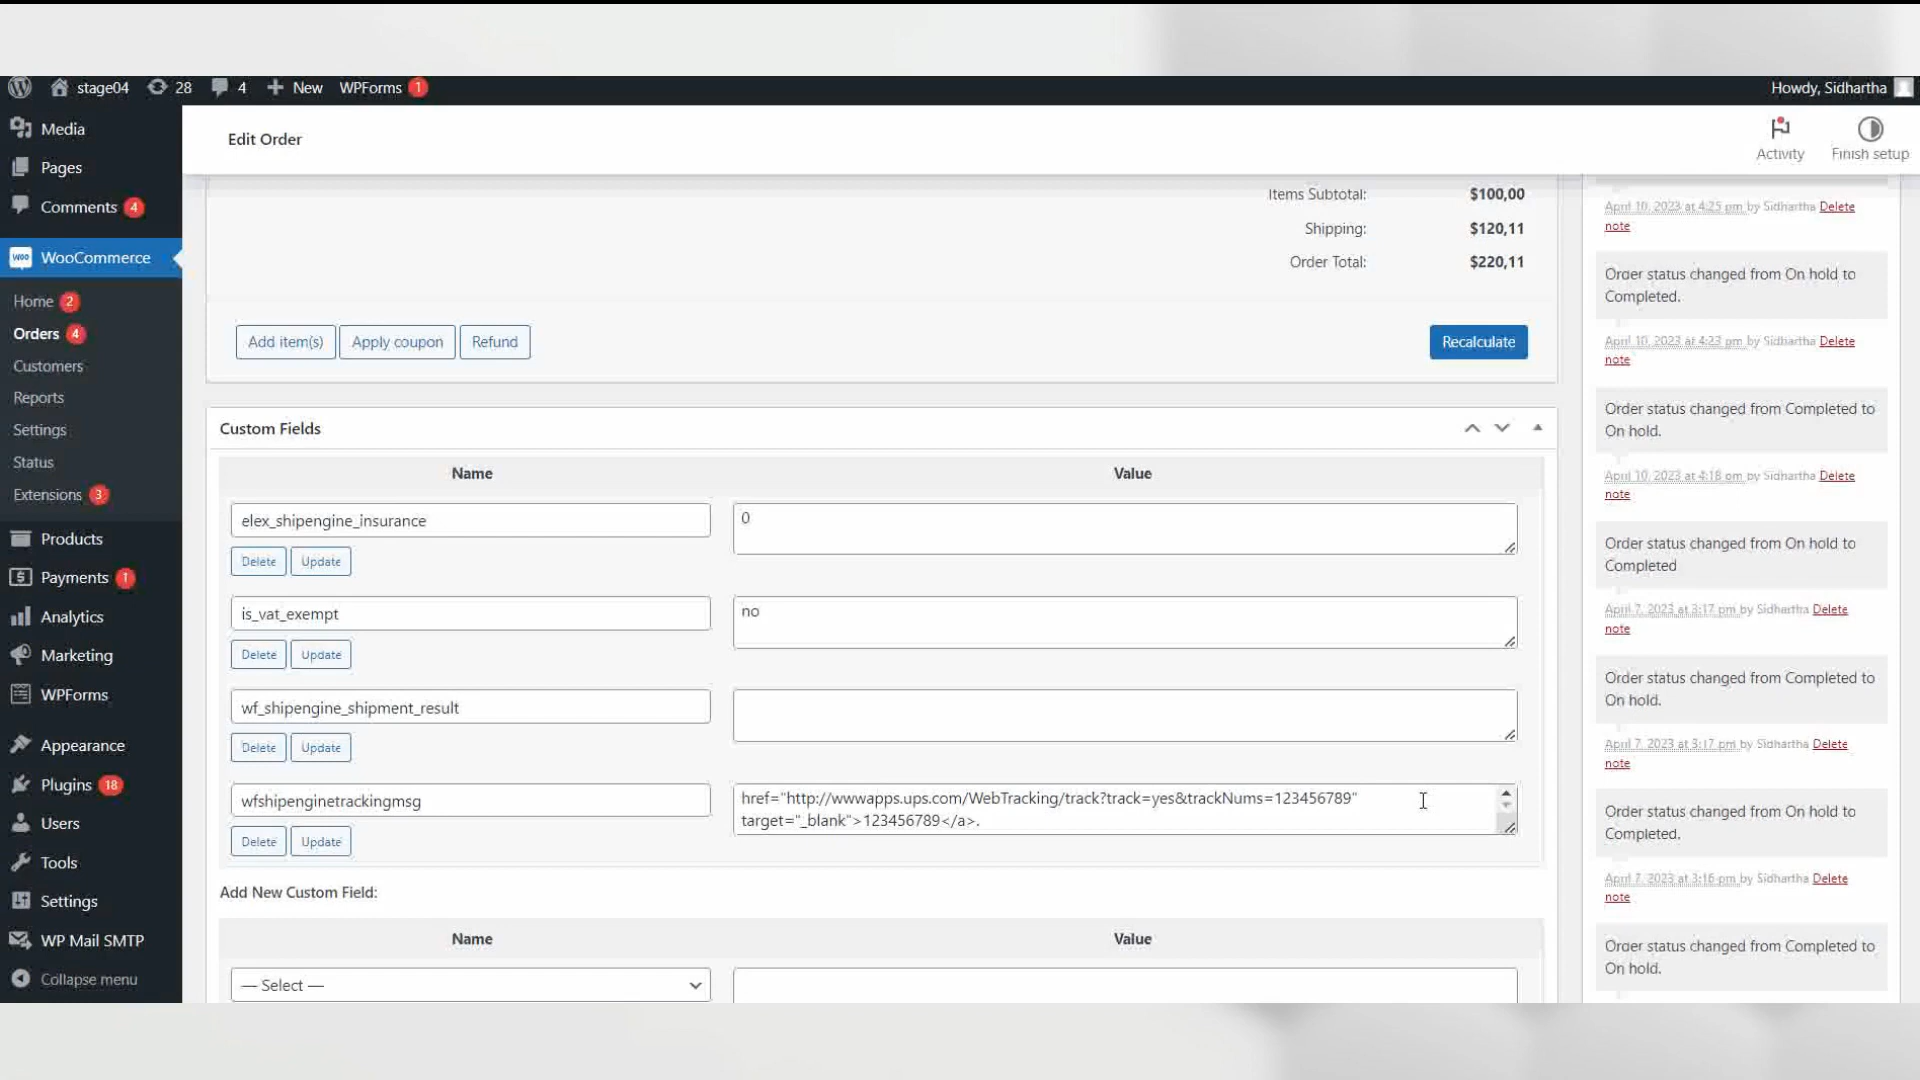 stage04
28
4
New
WPForms
1
Howdy, Sidhartha
Media
Pages
Comments
4
WooCommerce
Home
2
Orders
4
Customers
Reports
Settings
Status
Extensions
3
Products
Payments
1
Analytics
Marketing
WPForms
Appearance
Plugins
18
Users
Tools
Settings
WP Mail SMTP
Collapse menu
Edit Order
Activity
Finish setup
Items Subtotal:
$100,00
Shipping:
$120,11
Order Total:
$220,11
Add item(s)
Apply coupon
Refund
Recalculate
Custom Fields
Name
Value
elex_shipengine_insurance
0
Delete
Update
is_vat_exempt
no
Delete
Update
wf_shipengine_shipment_result
Delete
Update
wfshipenginetrackingmsg
href="http://wwwapps.ups.com/WebTracking/track?track=yes&trackNums=123456789"
target="_blank">123456789</a>.
Delete
Update
Add New Custom Field:
Name
Value
— Select —
April 10, 2023 at 4:25 pm by Sidhartha Delete
note
Order status changed from On hold to
Completed.
April 10, 2023 at 4:23 pm by Sidhartha Delete
note
Order status changed from Completed to
On hold.
April 10, 2023 at 4:18 pm by Sidhartha Delete
note
Order status changed from On hold to
Completed
April 7, 2023 at 3:17 pm by Sidhartha Delete
note
Order status changed from Completed to
On hold.
April 7, 2023 at 3:17 pm by Sidhartha Delete
note
Order status changed from On hold to
Completed.
April 7, 2023 at 3:16 pm by Sidhartha Delete
note
Order status changed from Completed to
On hold.